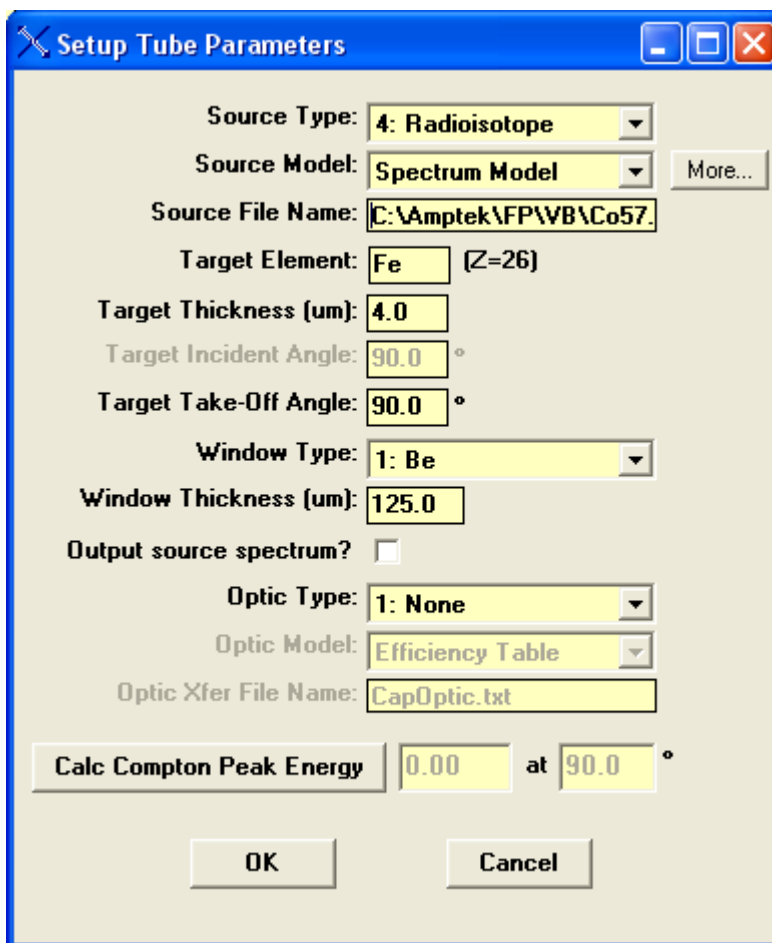 Setup Tube Parameters
Source Type: 4: Radioisotope
Source Model: Spectrum Model More...
Source File Name: C:\Amptek\FP\VB\Co57.
Target Element: Fe (Z=26)
Target Thickness (um): 4.0
Target Incident Angle: 90.0 °
Target Take-Off Angle: 90.0 °
Window Type: 1: Be
Window Thickness (um): 125.0
Output source spectrum?
Optic Type: 1: None
Optic Model: Efficiency Table
Optic Xfer File Name: CapOptic.txt
Calc Compton Peak Energy 0.00 at 90.0 °
OK Cancel